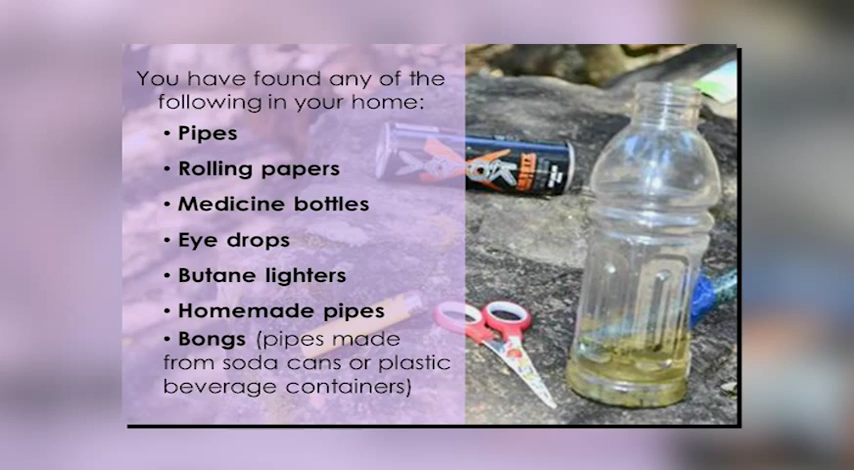 You have found any of the
following in your home:
• Pipes
• Rolling papers
• Medicine bottles
• Eye drops
• Butane lighters
• Homemade pipes
• Bongs (pipes made
from soda cans or plastic
beverage containers)